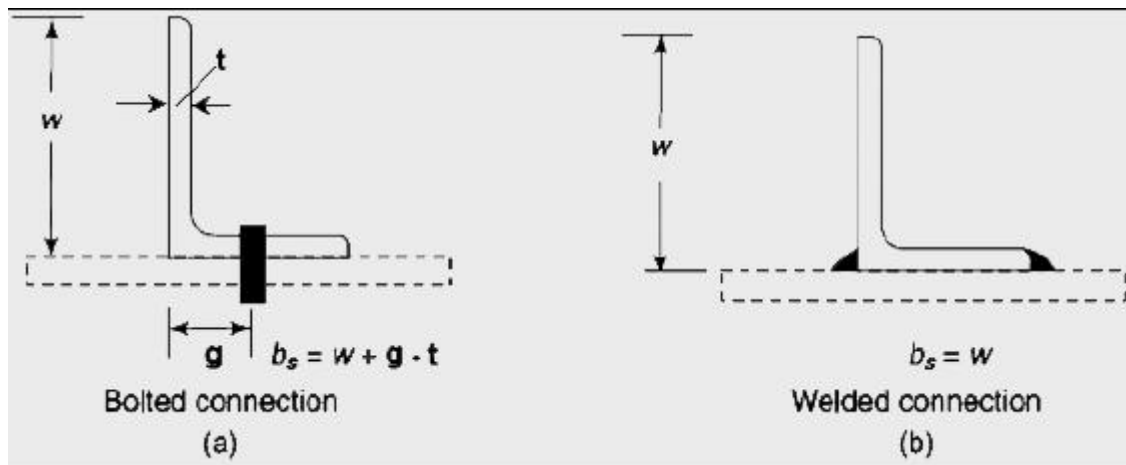 t
w
g
b_s = w + g - t
Bolted connection
(a)
w
b_s = w
Welded connection
(b)